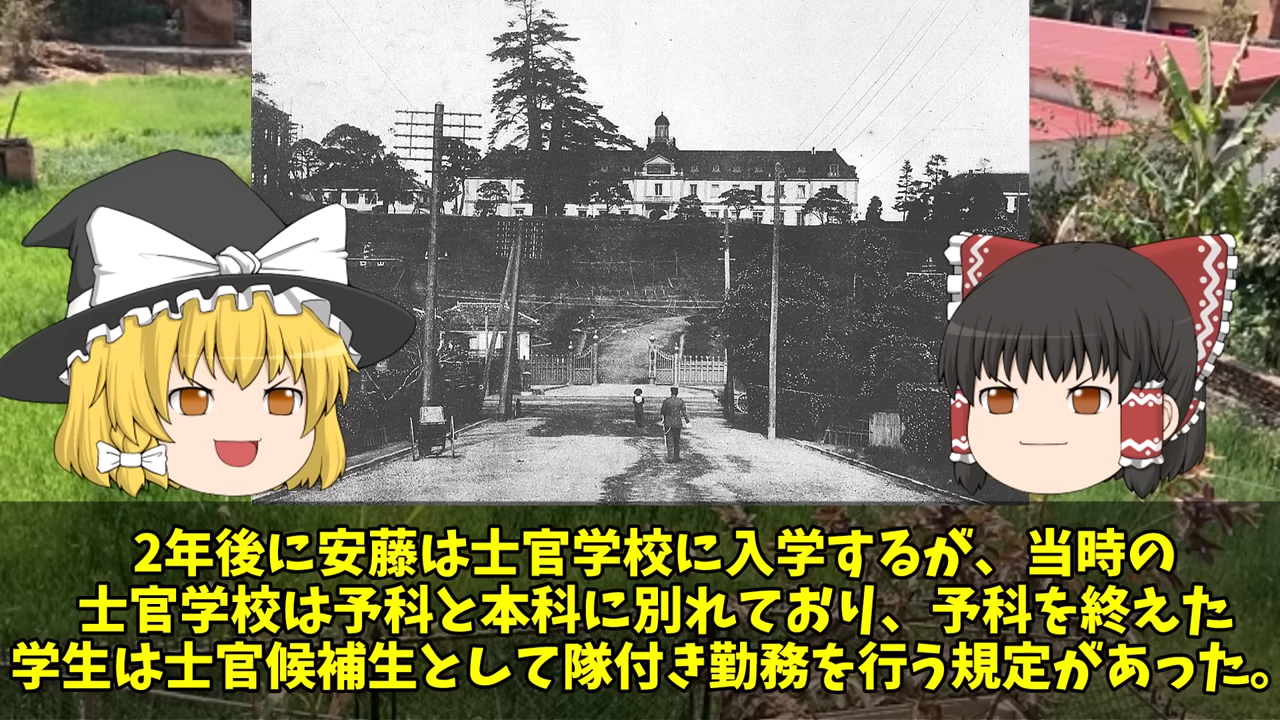 2年後に安藤は士官学校に入学するが、当時の
士官学校は予科と本科に別れており、予科を終えた
学生は士官候補生として隊付き勤務を行う規定があった。